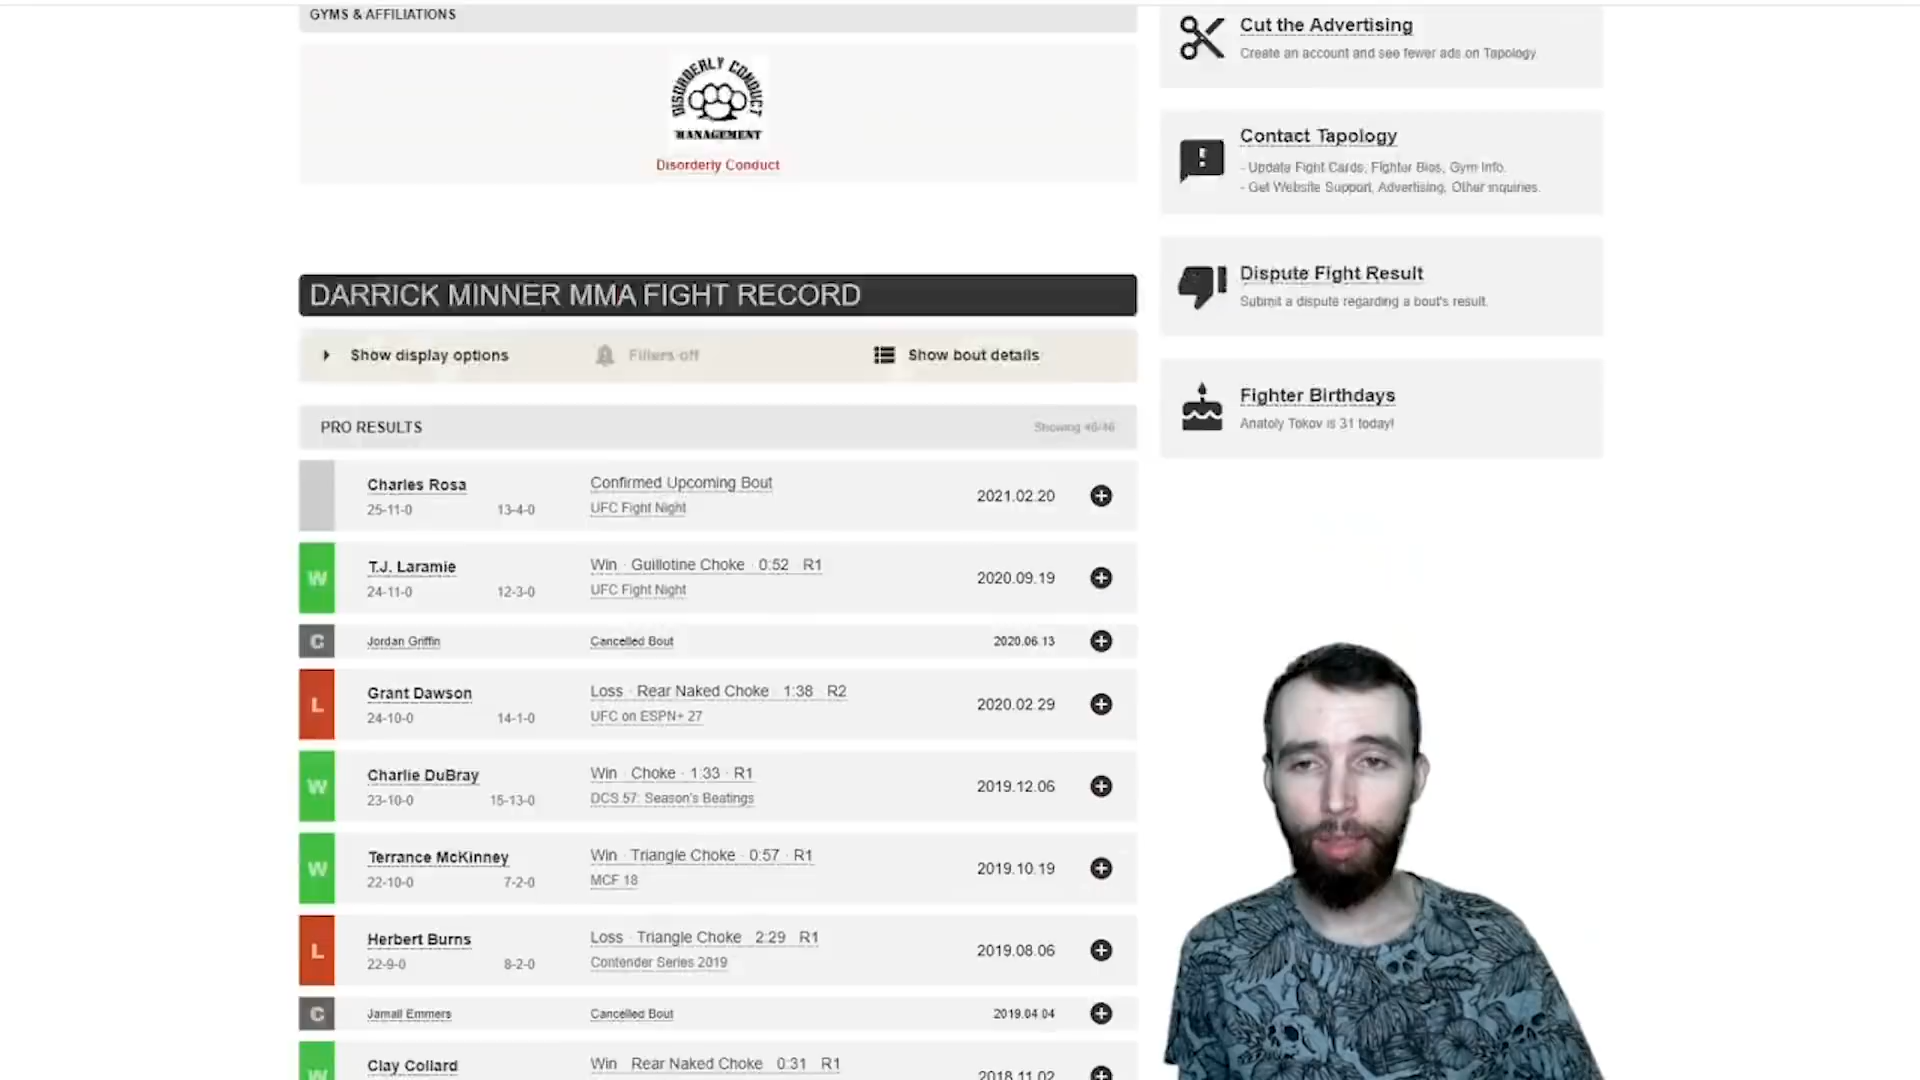 GYMS & AFFILIATIONS
DISORDERLY CONDUCT
MANAGEMENT
Disorderly Conduct
DARRICK MINNER MMA FIGHT RECORD
Show display options
Fillers off
Show bout details
PRO RESULTS
Showing 46/46
Charles Rosa
25-11-0 13-4-0
Confirmed Upcoming Bout
UFC Fight Night
2021.02.20
W
T.J. Laramie
24-11-0 12-3-0
Win · Guillotine Choke · 0:52 · R1
UFC Fight Night
2020.09.19
C
Jordan Griffin
Cancelled Bout
2020.06.13
L
Grant Dawson
24-10-0 14-1-0
Loss · Rear Naked Choke · 1:38 · R2
UFC on ESPN+ 27
2020.02.29
W
Charlie DuBray
23-10-0 15-13-0
Win · Choke · 1:33 · R1
DCS 57: Season's Beatings
2019.12.06
W
Terrance McKinney
22-10-0 7-2-0
Win · Triangle Choke · 0:57 · R1
MCF 18
2019.10.19
L
Herbert Burns
22-9-0 8-2-0
Loss · Triangle Choke · 2:29 · R1
Contender Series 2019
2019.08.06
C
Jamall Emmers
Cancelled Bout
2019.04.04
W
Clay Collard
Win · Rear Naked Choke · 0:31 · R1
2018.11.02
Cut the Advertising
Create an account and see fewer ads on Tapology.
Contact Tapology
- Update Fight Cards, Fighter Bios, Gym Info.
- Get Website Support, Advertising, Other Inquiries.
Dispute Fight Result
Submit a dispute regarding a bout's result.
Fighter Birthdays
Anatoly Tokov is 31 today!